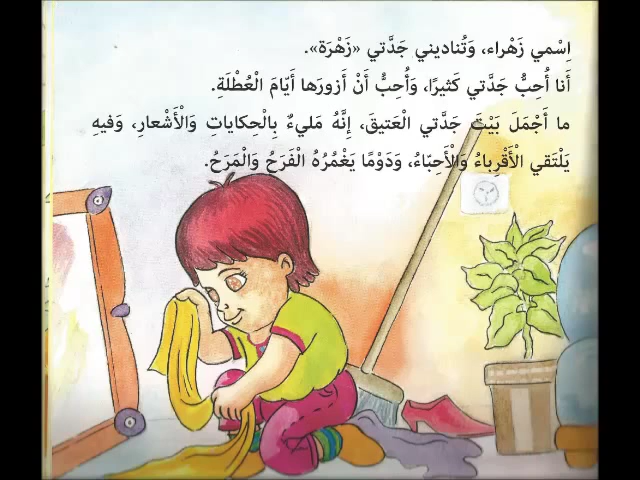 اِسْمي زَهْراء، وَتُناديني جَدَّتي «زَهْرَة».
أَنا أُحِبُّ جَدَّتي كَثيرًا، وَأُحِبُّ أَنْ أَزورَها أَيّامَ الْعُطْلَةِ.
ما أَجْمَلَ بَيْتَ جَدَّتي الْعَتيقَ، إِنَّهُ مَليءٌ بِالْحِكاياتِ وَالْأَشْعارِ، وَفيهِ
يَلْتَقي الْأَقْرِباءُ وَالْأَحِبّاءُ، وَدَوْمًا يَغْمُرُهُ الْفَرَحُ وَالْمَرَحُ.